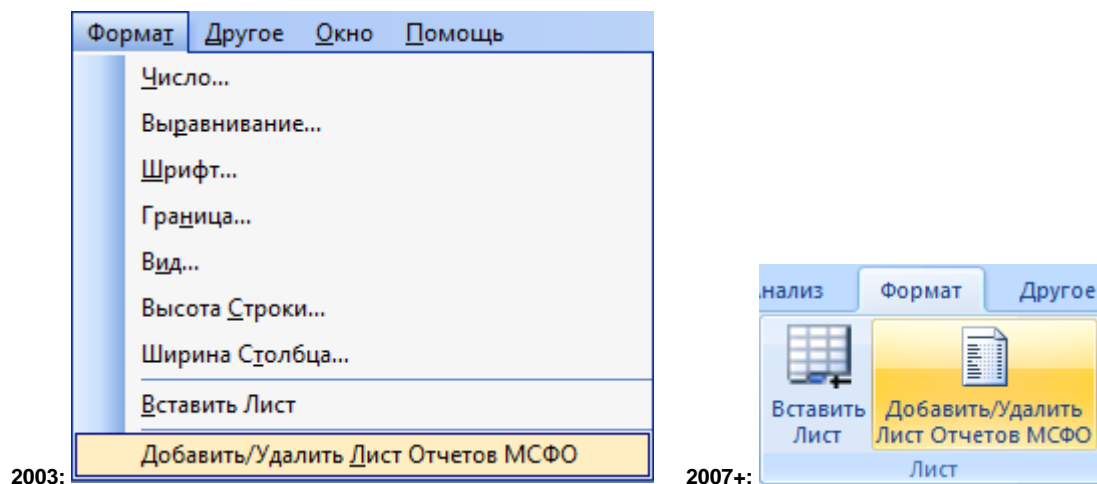 Формат Другое Окно Помощь
Число...
Выравнивание...
Шрифт...
Граница...
Вид...
Высота Строки...
Ширина Столбца...
Вставить Лист
Добавить/Удалить Лист Отчетов МСФО
2003:
нализ Формат Другое
Вставить Лист
Добавить/Удалить Лист Отчетов МСФО
Лист
2007+: